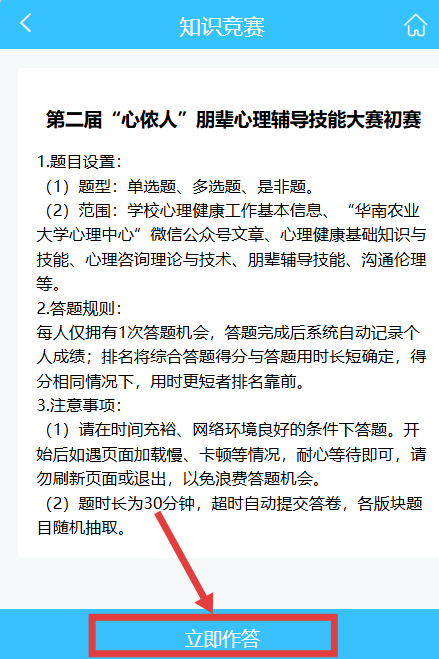 知识竞赛
第二届“心侬人”朋辈心理辅导技能大赛初赛
1.题目设置：
（1）题型：单选题、多选题、是非题。
（2）范围：学校心理健康工作基本信息、“华南农业
大学心理中心”微信公众号文章、心理健康基础知识与
技能、心理咨询理论与技术、朋辈辅导技能、沟通伦理
等。
2.答题规则：
每人仅拥有1次答题机会，答题完成后系统自动记录个
人成绩；排名将综合答题得分与答题用时长短确定，得
分相同情况下，用时更短者排名靠前。
3.注意事项：
（1）请在时间充裕、网络环境良好的条件下答题。开
始后如遇页面加载慢、卡顿等情况，耐心等待即可，请
勿刷新页面或退出，以免浪费答题机会。
（2）题时长为30分钟，超时自动提交答卷，各版块题
目随机抽取。
立即作答